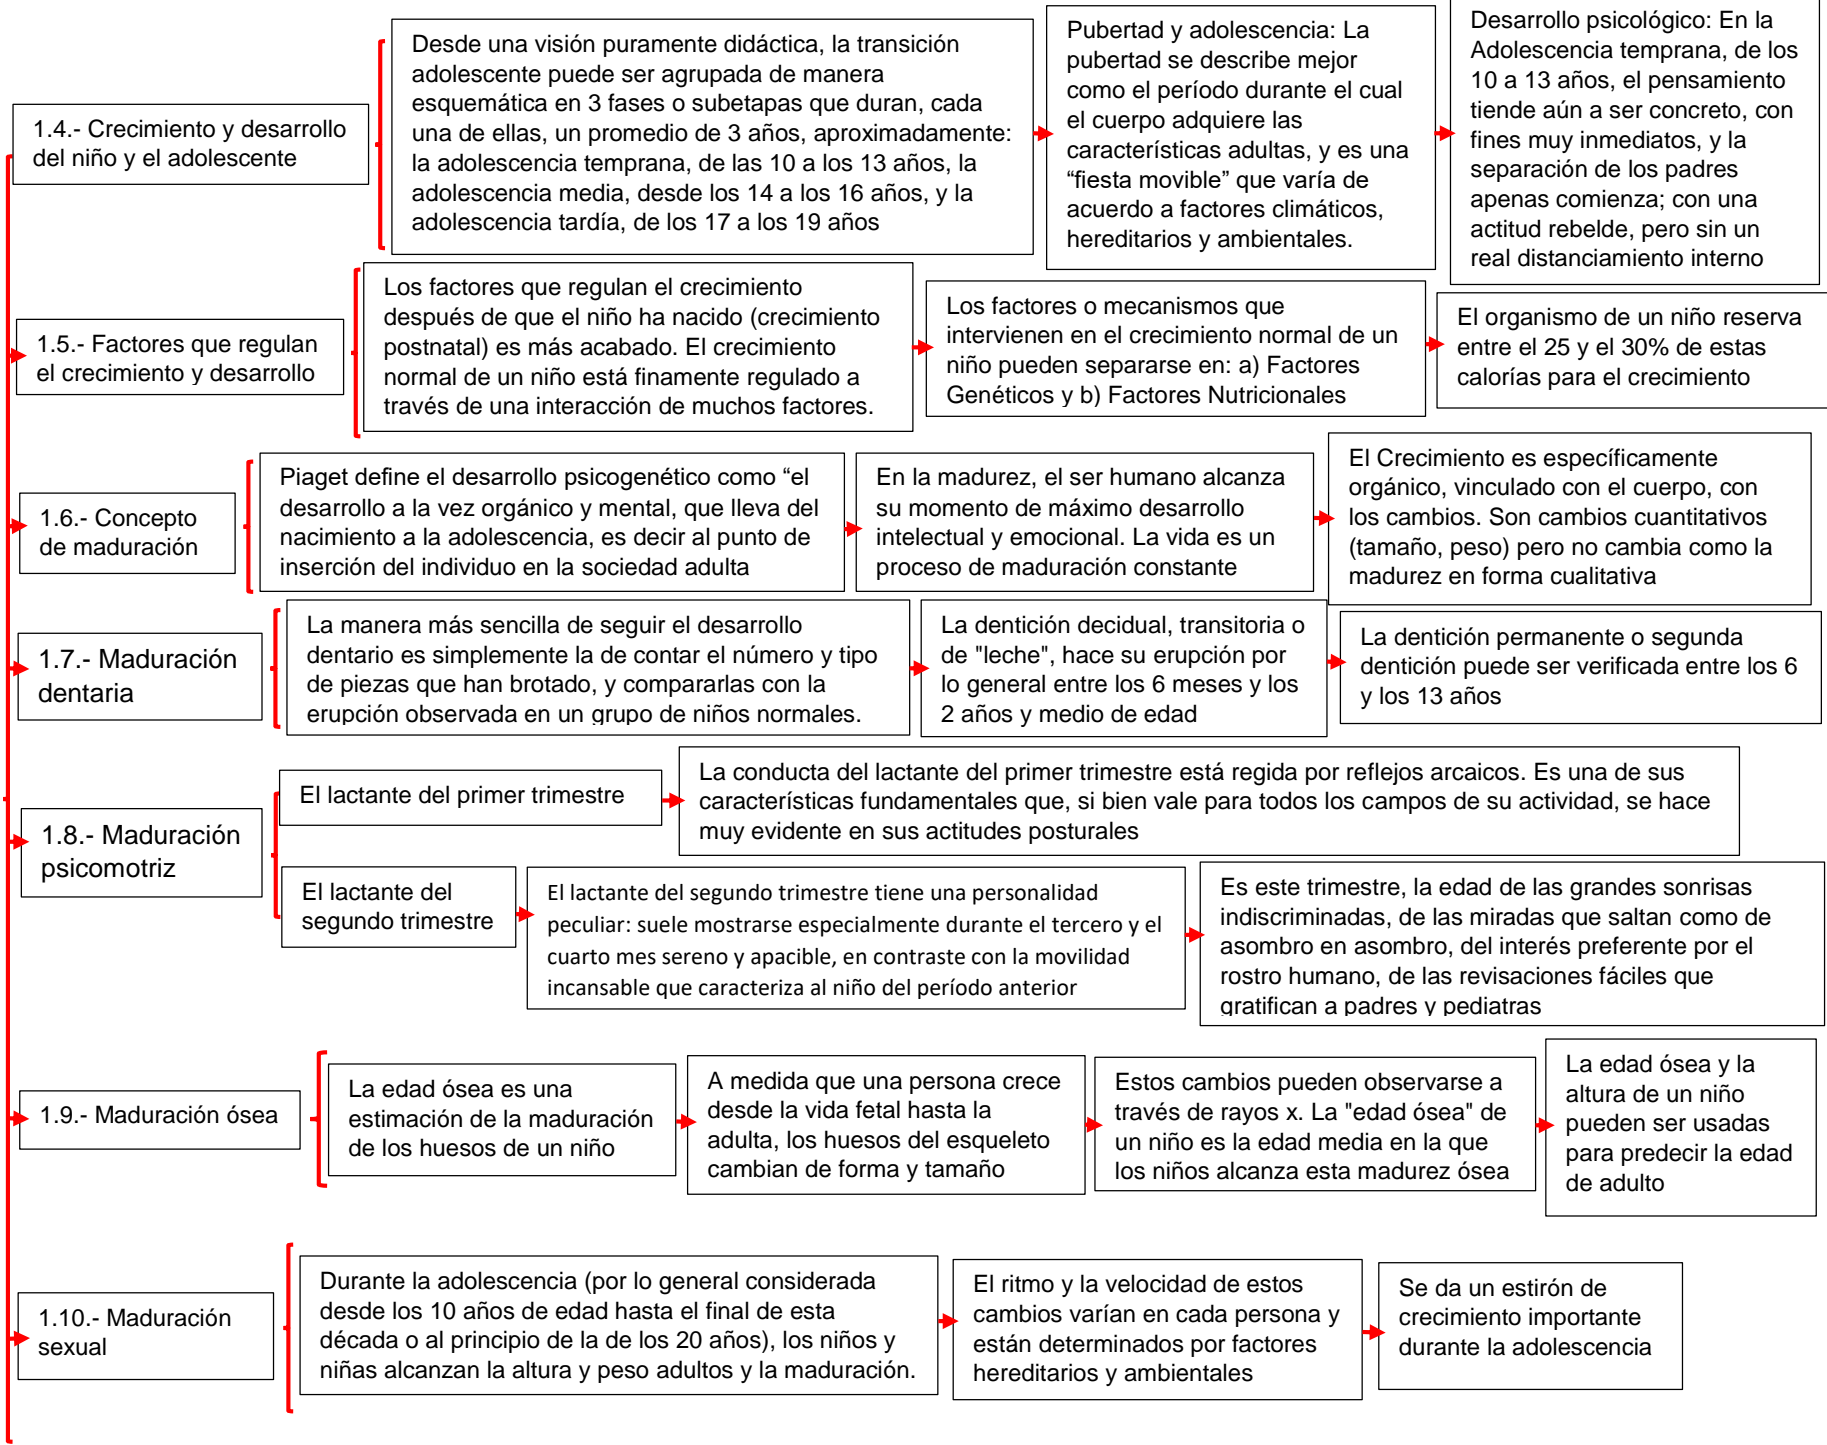 1.4.- Crecimiento y desarrollo
del niño y el adolescente
Desde una visión puramente didáctica, la transición
adolescente puede ser agrupada de manera
esquemática en 3 fases o subetapas que duran, cada
una de ellas, un promedio de 3 años, aproximadamente:
la adolescencia temprana, de las 10 a los 13 años, la
adolescencia media, desde los 14 a los 16 años, y la
adolescencia tardía, de los 17 a los 19 años
Pubertad y adolescencia: La
pubertad se describe mejor
como el período durante el cual
el cuerpo adquiere las
características adultas, y es una
“fiesta movible” que varía de
acuerdo a factores climáticos,
hereditarios y ambientales.
Desarrollo psicológico: En la
Adolescencia temprana, de los
10 a 13 años, el pensamiento
tiende aún a ser concreto, con
fines muy inmediatos, y la
separación de los padres
apenas comienza; con una
actitud rebelde, pero sin un
real distanciamiento interno
1.5.- Factores que regulan
el crecimiento y desarrollo
Los factores que regulan el crecimiento
después de que el niño ha nacido (crecimiento
postnatal) es más acabado. El crecimiento
normal de un niño está finamente regulado a
través de una interacción de muchos factores.
Los factores o mecanismos que
intervienen en el crecimiento normal de un
niño pueden separarse en: a) Factores
Genéticos y b) Factores Nutricionales
El organismo de un niño reserva
entre el 25 y el 30% de estas
calorías para el crecimiento
1.6.- Concepto
de maduración
Piaget define el desarrollo psicogenético como “el
desarrollo a la vez orgánico y mental, que lleva del
nacimiento a la adolescencia, es decir al punto de
inserción del individuo en la sociedad adulta
En la madurez, el ser humano alcanza
su momento de máximo desarrollo
intelectual y emocional. La vida es un
proceso de maduración constante
El Crecimiento es específicamente
orgánico, vinculado con el cuerpo, con
los cambios. Son cambios cuantitativos
(tamaño, peso) pero no cambia como la
madurez en forma cualitativa
1.7.- Maduración
dentaria
La manera más sencilla de seguir el desarrollo
dentario es simplemente la de contar el número y tipo
de piezas que han brotado, y compararlas con la
erupción observada en un grupo de niños normales.
La dentición decidual, transitoria o
de "leche", hace su erupción por
lo general entre los 6 meses y los
2 años y medio de edad
La dentición permanente o segunda
dentición puede ser verificada entre los 6
y los 13 años
1.8.- Maduración
psicomotriz
El lactante del primer trimestre
La conducta del lactante del primer trimestre está regida por reflejos arcaicos. Es una de sus
características fundamentales que, si bien vale para todos los campos de su actividad, se hace
muy evidente en sus actitudes posturales
El lactante del
segundo trimestre
El lactante del segundo trimestre tiene una personalidad
peculiar: suele mostrarse especialmente durante el tercero y el
cuarto mes sereno y apacible, en contraste con la movilidad
incansable que caracteriza al niño del período anterior
Es este trimestre, la edad de las grandes sonrisas
indiscriminadas, de las miradas que saltan como de
asombro en asombro, del interés preferente por el
rostro humano, de las revisaciones fáciles que
gratifican a padres y pediatras
1.9.- Maduración ósea
La edad ósea es una
estimación de la maduración
de los huesos de un niño
A medida que una persona crece
desde la vida fetal hasta la
adulta, los huesos del esqueleto
cambian de forma y tamaño
Estos cambios pueden observarse a
través de rayos x. La "edad ósea" de
un niño es la edad media en la que
los niños alcanza esta madurez ósea
La edad ósea y la
altura de un niño
pueden ser usadas
para predecir la edad
de adulto
1.10.- Maduración
sexual
Durante la adolescencia (por lo general considerada
desde los 10 años de edad hasta el final de esta
década o al principio de la de los 20 años), los niños y
niñas alcanzan la altura y peso adultos y la maduración.
El ritmo y la velocidad de estos
cambios varían en cada persona y
están determinados por factores
hereditarios y ambientales
Se da un estirón de
crecimiento importante
durante la adolescencia